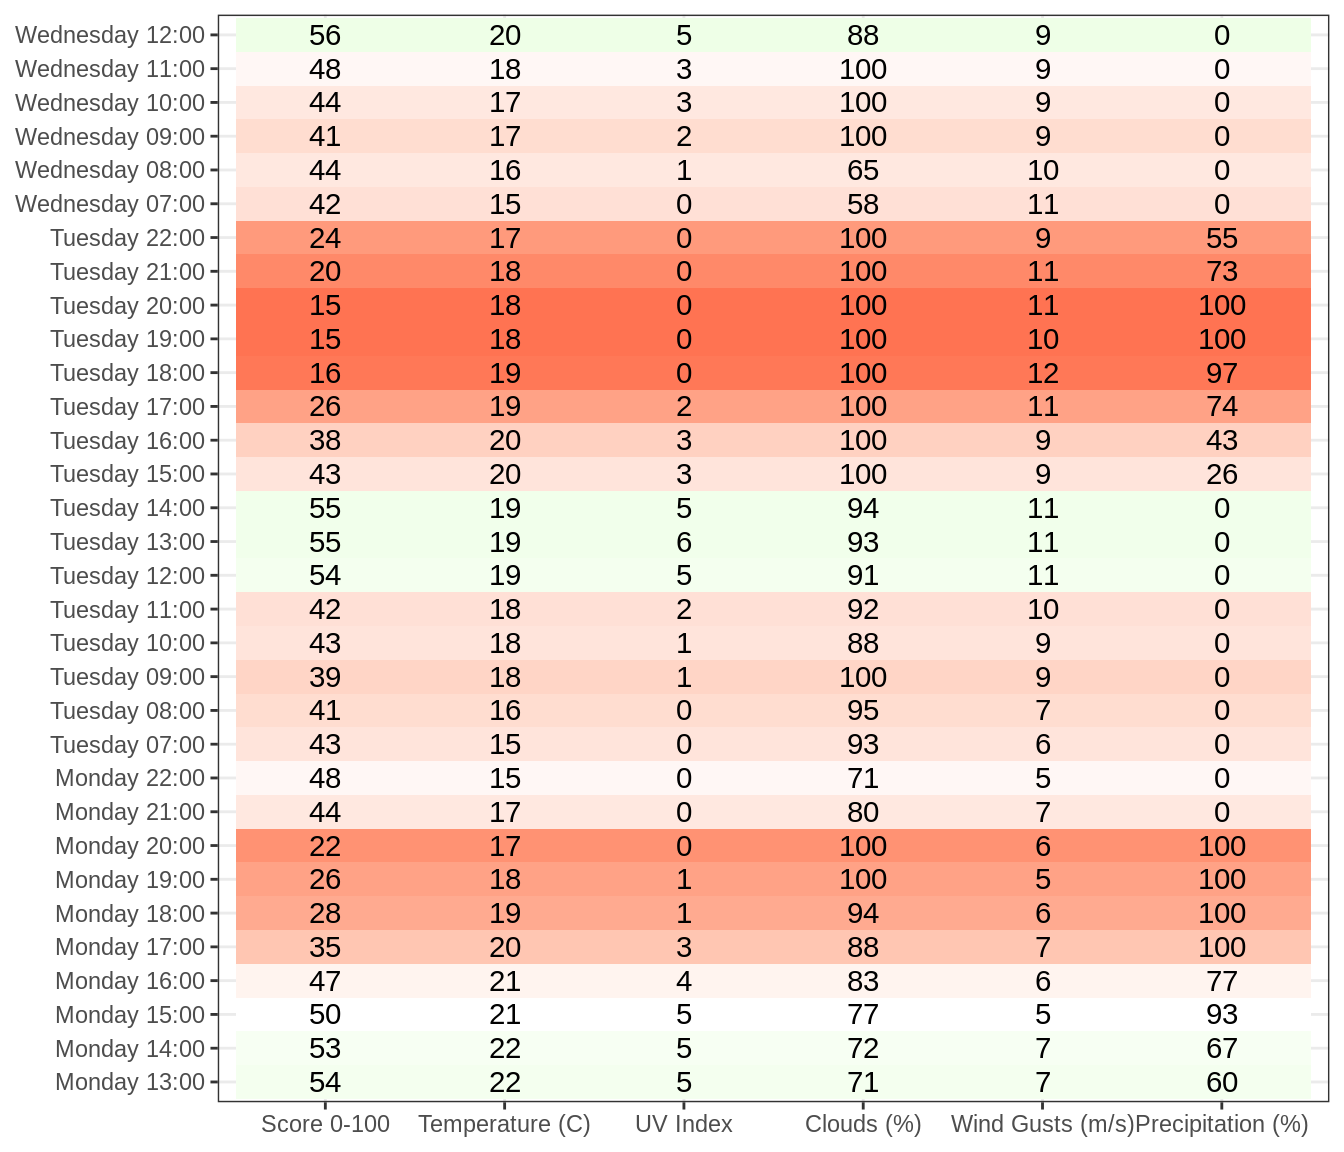 Wednesday 12:00 56 20 5 88 9 0
Wednesday 11:00 48 18 3 100 9 0
Wednesday 10:00 44 17 3 100 9 0
Wednesday 09:00 41 17 2 100 9 0
Wednesday 08:00 44 16 1 65 10 0
Wednesday 07:00 42 15 0 58 11 0
Tuesday 22:00 24 17 0 100 9 55
Tuesday 21:00 20 18 0 100 11 73
Tuesday 20:00 15 18 0 100 11 100
Tuesday 19:00 15 18 0 100 10 100
Tuesday 18:00 16 19 0 100 12 97
Tuesday 17:00 26 19 2 100 11 74
Tuesday 16:00 38 20 3 100 9 43
Tuesday 15:00 43 20 3 100 9 26
Tuesday 14:00 55 19 5 94 11 0
Tuesday 13:00 55 19 6 93 11 0
Tuesday 12:00 54 19 5 91 11 0
Tuesday 11:00 42 18 2 92 10 0
Tuesday 10:00 43 18 1 88 9 0
Tuesday 09:00 39 18 1 100 9 0
Tuesday 08:00 41 16 0 95 7 0
Tuesday 07:00 43 15 0 93 6 0
Monday 22:00 48 15 0 71 5 0
Monday 21:00 44 17 0 80 7 0
Monday 20:00 22 17 0 100 6 100
Monday 19:00 26 18 1 100 5 100
Monday 18:00 28 19 1 94 6 100
Monday 17:00 35 20 3 88 7 100
Monday 16:00 47 21 4 83 6 77
Monday 15:00 50 21 5 77 5 93
Monday 14:00 53 22 5 72 7 67
Monday 13:00 54 22 5 71 7 60
Score 0-100 Temperature (C) UV Index Clouds (%) Wind Gusts (m/s) Precipitation (%)